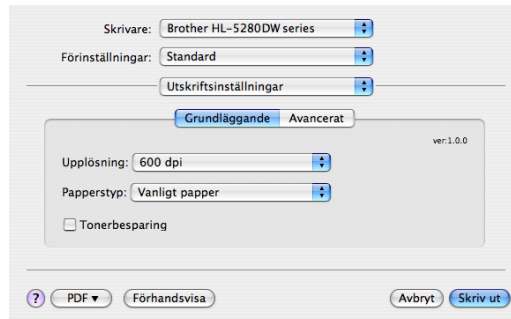 Skrivare: Brother HL-5280DW series
Förinställningar: Standard
Utskriftsinställningar
Grundläggande Avancerat
ver:1.0.0
Upplösning: 600 dpi
Papperstyp: Vanligt papper
Tonerbesparing
? PDF ▼ Förhandsvisa Avbryt Skriv ut